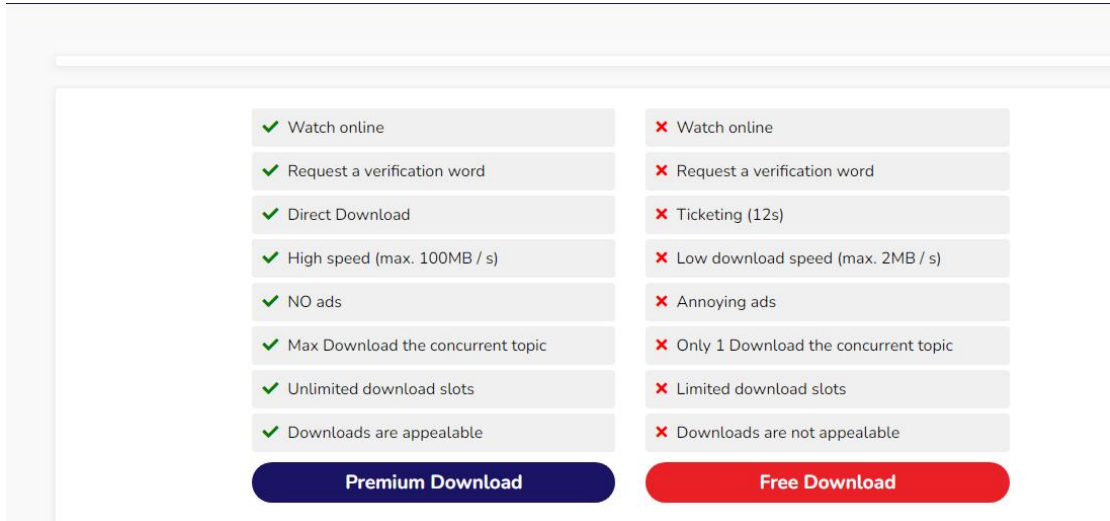 Watch online
Request a verification word
Direct Download
High speed (max. 100MB / s)
NO ads
Max Download the concurrent topic
Unlimited download slots
Downloads are appealable
Premium Download
Watch online
Request a verification word
Ticketing (12s)
Low download speed (max. 2MB / s)
Annoying ads
Only 1 Download the concurrent topic
Limited download slots
Downloads are not appealable
Free Download